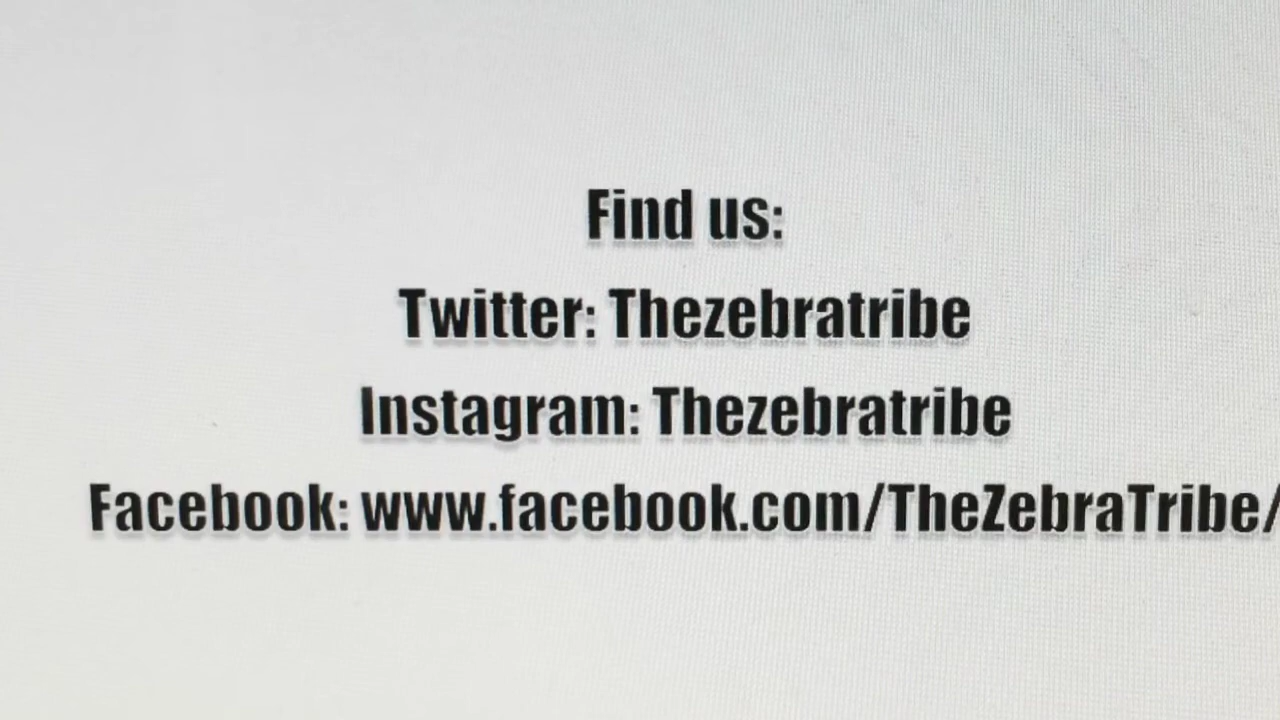 Find us:
Twitter: Thezebratribe
Instagram: Thezebratribe
Facebook: www.facebook.com/TheZebraTribe/